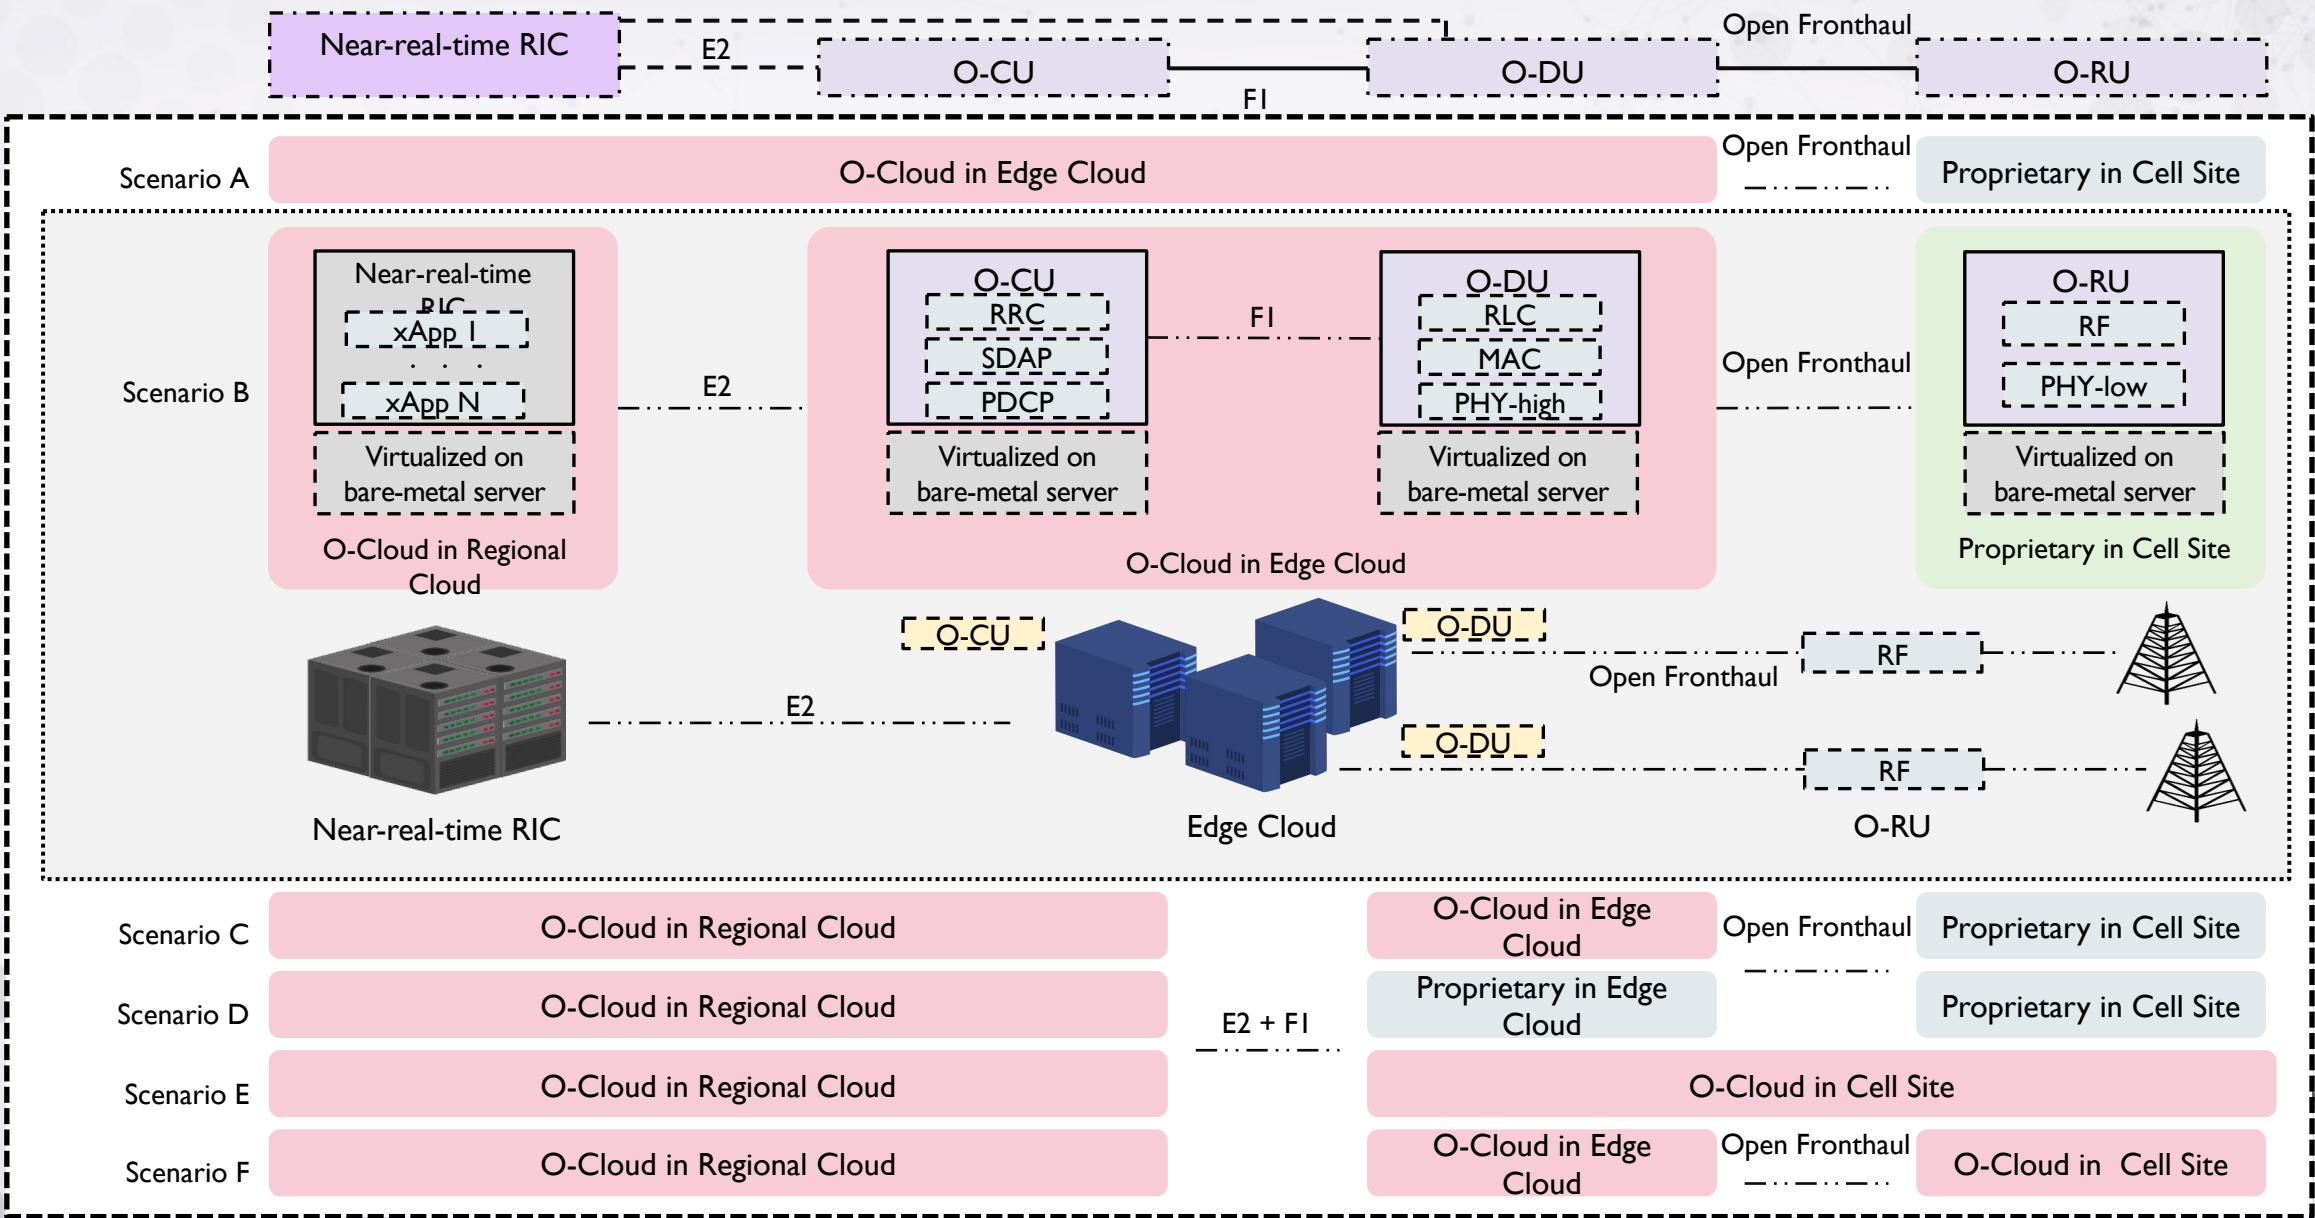 Near-real-time RIC
E2
O-CU
F1
O-DU
Open Fronthaul
O-RU
Scenario A
O-Cloud in Edge Cloud
Open Fronthaul
Proprietary in Cell Site
Scenario B
Near-real-time
RIC
xApp 1
. . .
xApp N
Virtualized on
bare-metal server
O-Cloud in Regional
Cloud
E2
O-CU
RRC
SDAP
PDCP
Virtualized on
bare-metal server
F1
O-DU
RLC
MAC
PHY-high
Virtualized on
bare-metal server
O-Cloud in Edge Cloud
Open Fronthaul
O-RU
RF
PHY-low
Virtualized on
bare-metal server
Proprietary in Cell Site
O-CU
O-DU
RF
Open Fronthaul
E2
O-DU
RF
Near-real-time RIC
Edge Cloud
O-RU
Scenario C
O-Cloud in Regional Cloud
O-Cloud in Edge
Cloud
Open Fronthaul
Proprietary in Cell Site
Scenario D
O-Cloud in Regional Cloud
E2 + F1
Proprietary in Edge
Cloud
Proprietary in Cell Site
Scenario E
O-Cloud in Regional Cloud
O-Cloud in Cell Site
Scenario F
O-Cloud in Regional Cloud
O-Cloud in Edge
Cloud
Open Fronthaul
O-Cloud in Cell Site